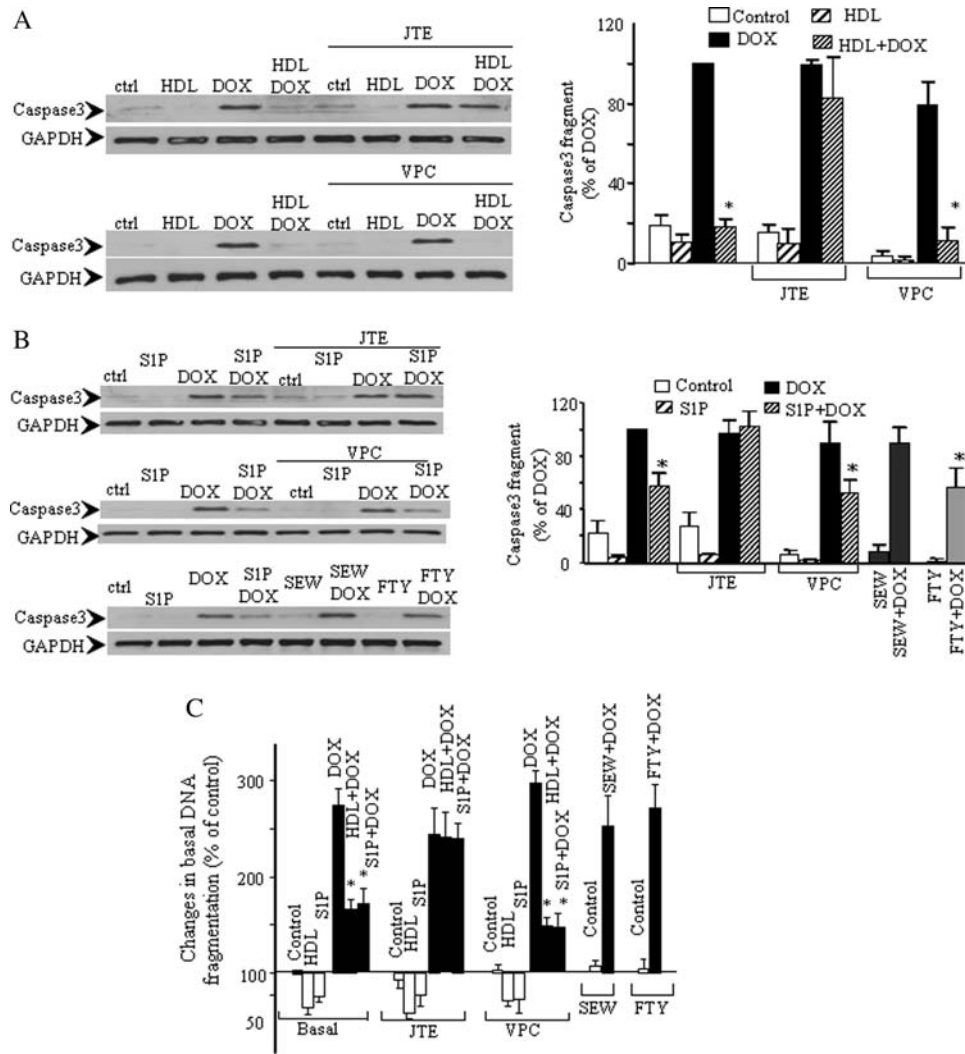 A
JTE
ctrl HDL DOX HDL DOX ctrl HDL DOX HDL DOX
Caspase3
GAPDH
VPC
ctrl HDL DOX HDL DOX ctrl HDL DOX HDL DOX
Caspase3
GAPDH
Control HDL
DOX HDL+DOX
Caspase3 fragment
(% of DOX)
80
40
0
*
*
JTE
VPC
B
JTE
ctrl S1P DOX S1P DOX ctrl S1P DOX S1P DOX
Caspase3
GAPDH
VPC
ctrl S1P DOX S1P DOX ctrl S1P DOX S1P DOX
Caspase3
GAPDH
ctrl S1P DOX S1P DOX SEW SEW DOX FTY FTY DOX
Caspase3
GAPDH
Control DOX
S1P S1P+DOX
Caspase3 fragment
(% of DOX)
120
80
40
0
*
*
*
JTE
VPC
SEW
SEW+DOX
FTY
FTY+DOX
C
Changes in basal DNA
fragmentation (% of control)
300
200
100
50
Control
HDL
S1P
DOX
HDL+DOX
S1P+DOX
*
*
Basal
Control
HDL
S1P
DOX
HDL+DOX
S1P+DOX
JTE
Control
HDL
S1P
DOX
HDL+DOX
S1P+DOX
*
*
VPC
Control
SEW+DOX
SEW
Control
FTY+DOX
FTY